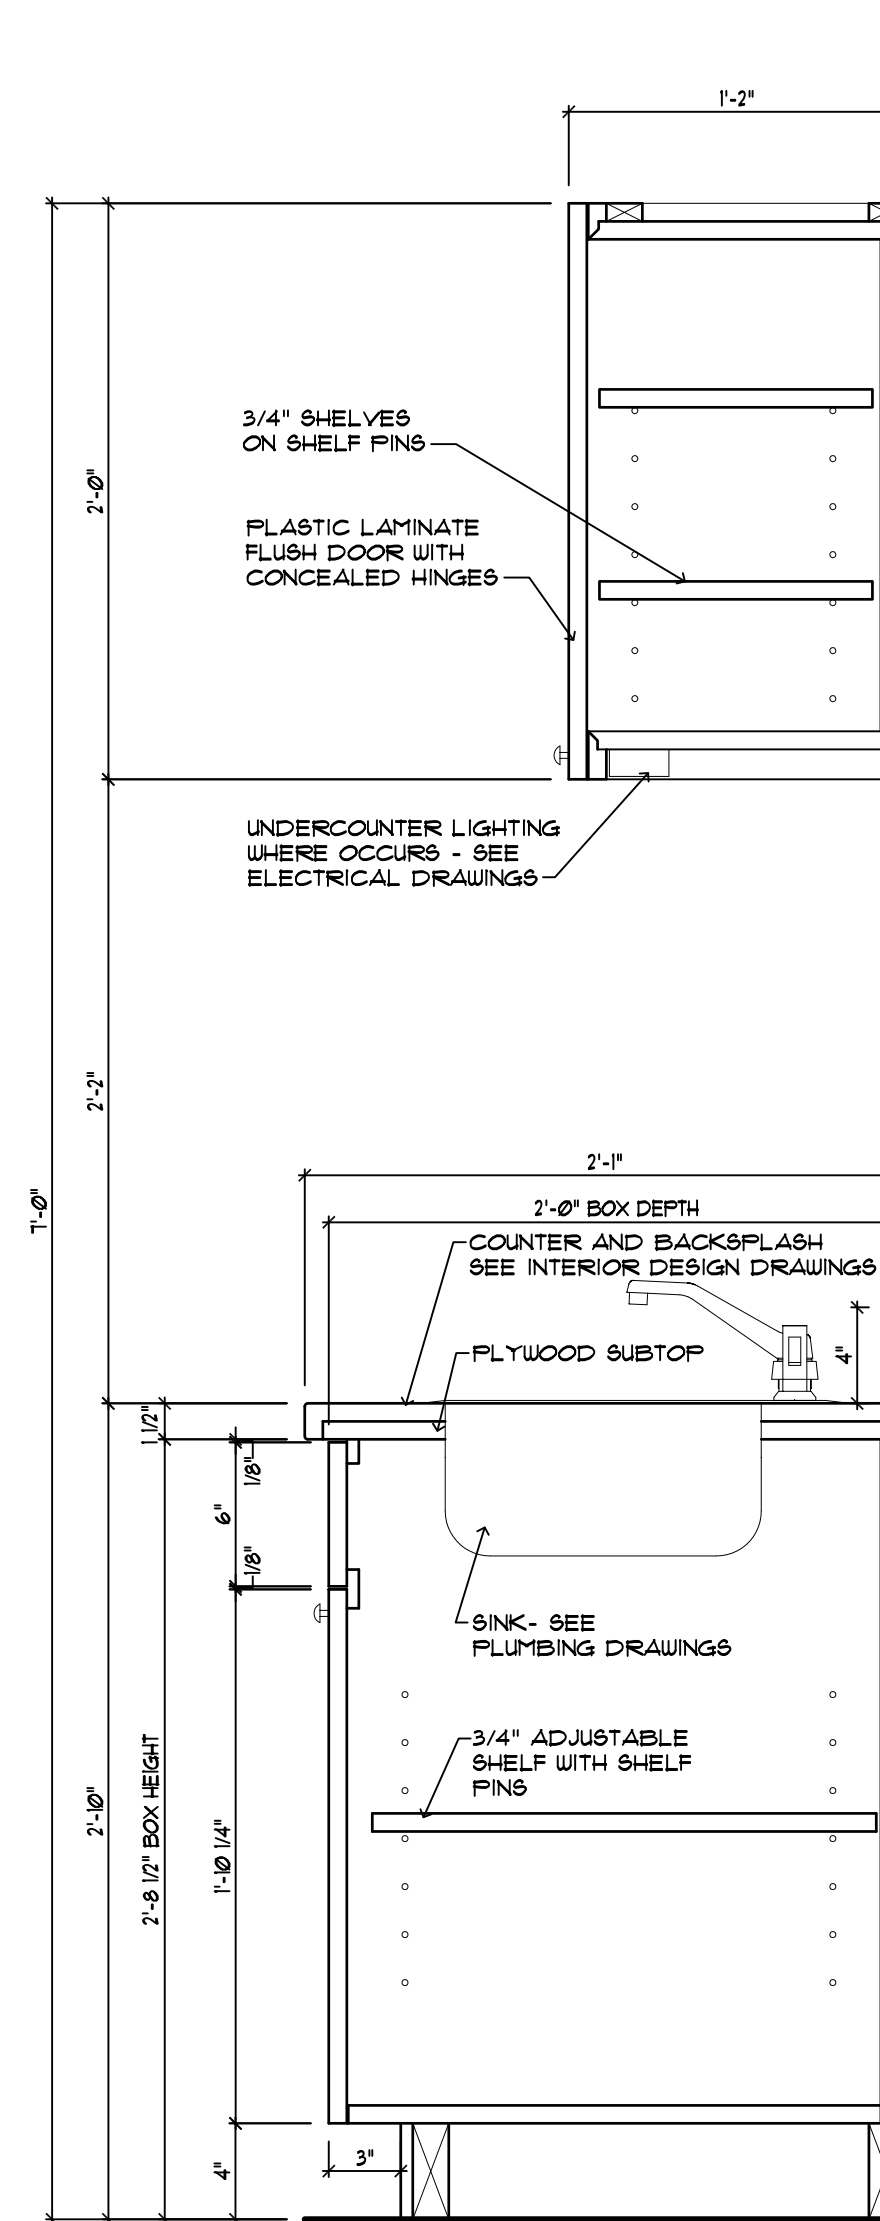 1'-2"
3/4" SHELVES
ON SHELF PINS
2'-0"
PLASTIC LAMINATE
FLUSH DOOR WITH
CONCEALED HINGES
UNDERCOUNTER LIGHTING
WHERE OCCURS - SEE
ELECTRICAL DRAWINGS
2'-2"
7'-0"
2'-1"
2'-0" BOX DEPTH
COUNTER AND BACKSPLASH
SEE INTERIOR DESIGN DRAWINGS
PLYWOOD SUBTOP
4"
1 1/2"
1/8"
6"
1/8"
SINK- SEE
PLUMBING DRAWINGS
3/4" ADJUSTABLE
SHELF WITH SHELF
PINS
2'-10"
2'-8 1/2" BOX HEIGHT
1'-10 1/4"
3"
4"